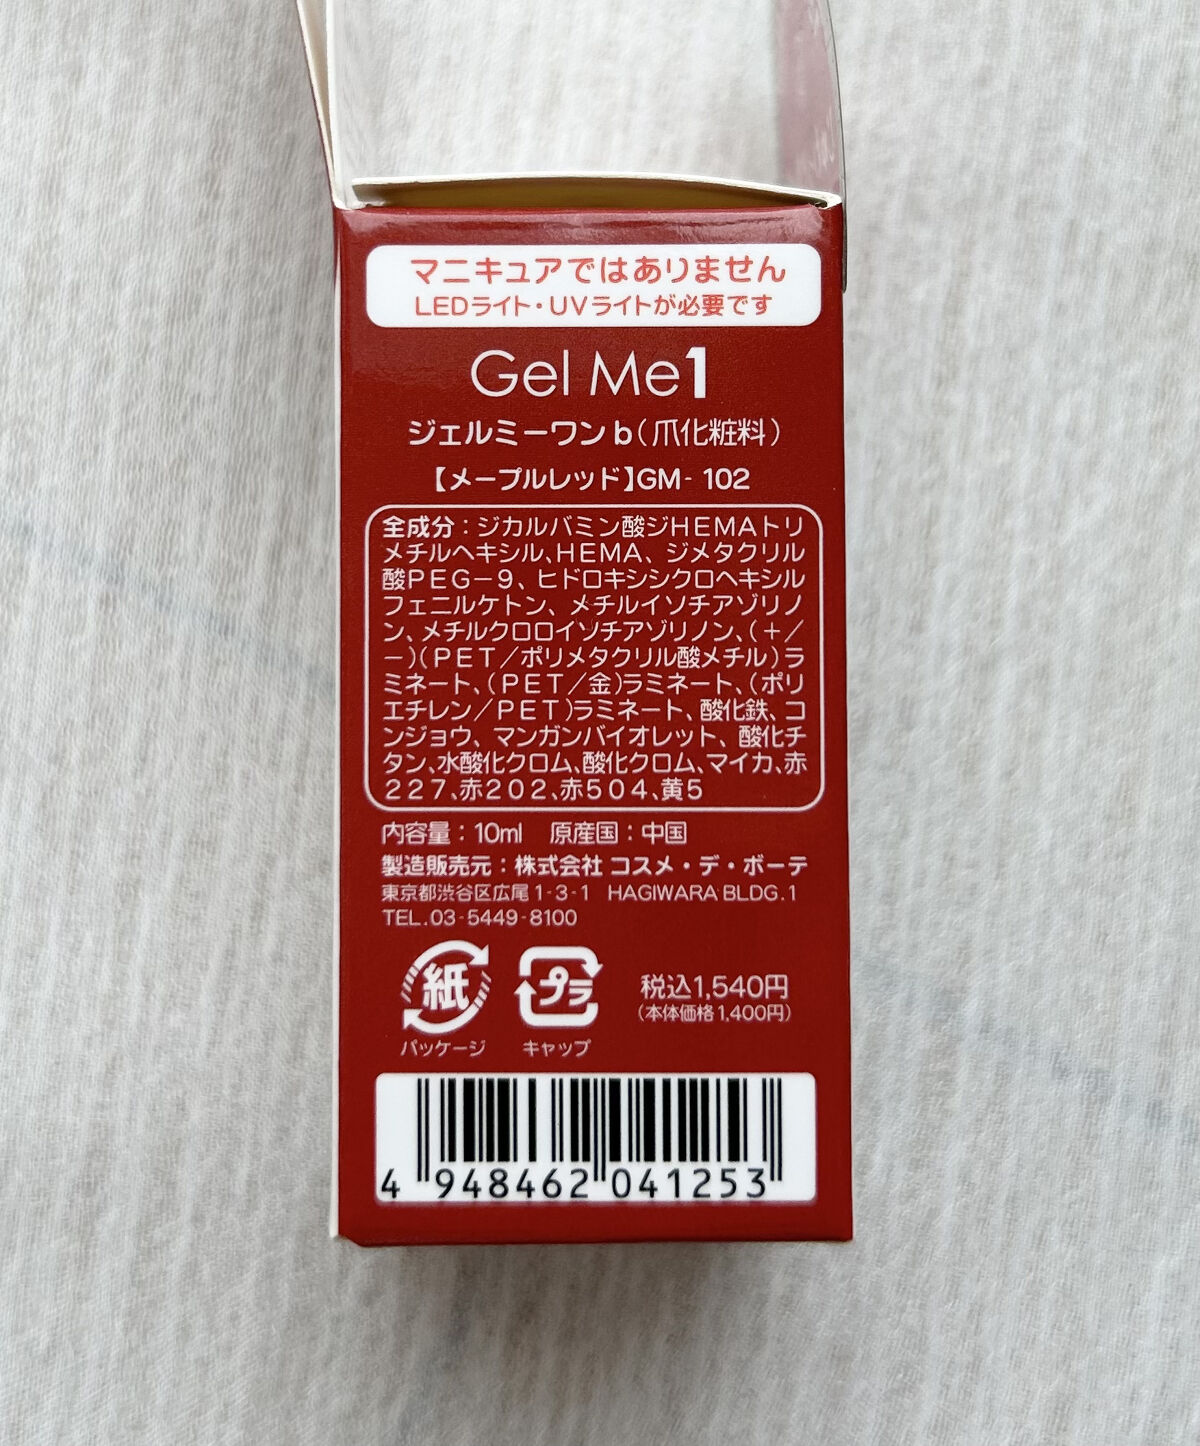 マニキュアではありません
LEDライト・UVライトが必要です
Gel Me1
ジェルミーワンb(爪化粧料)
【メープルレッド】GM- 102
全成分：ジカルバミン酸ジHEMAトリ
メチルヘキシル、HEMA、ジメタクリル
酸PEG－9、ヒドロキシシクロヘキシル
フェニルケトン、メチルイソチアゾリノ
ン、メチルクロロイソチアゾリノン、(＋/
－)(PET/ポリメタクリル酸メチル)ラ
ミネート、(PET/金)ラミネート、(ポリ
エチレン/PET)ラミネート、酸化鉄、コ
ンジョウ、マンガンバイオレット、酸化チ
タン、水酸化クロム、酸化クロム、マイカ、赤
227、赤202、赤504、黄5
内容量：10ml 原産国：中国
製造販売元：株式会社 コスメ・デ・ボーテ
東京都渋谷区広尾1-3-1 HAGIWARA BLDG.1
TEL.03-5449-8100
紙 プラ
パッケージ キャップ
税込1,540円
(本体価格1,400円)
4 948462 041253